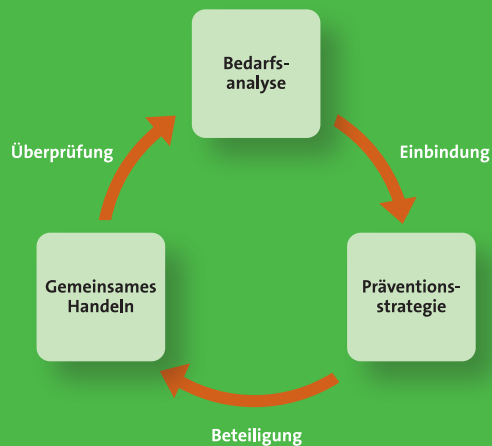 Bedarfs-
analyse
Überprüfung
Einbindung
Gemeinsames
Handeln
Präventions-
strategie
Beteiligung